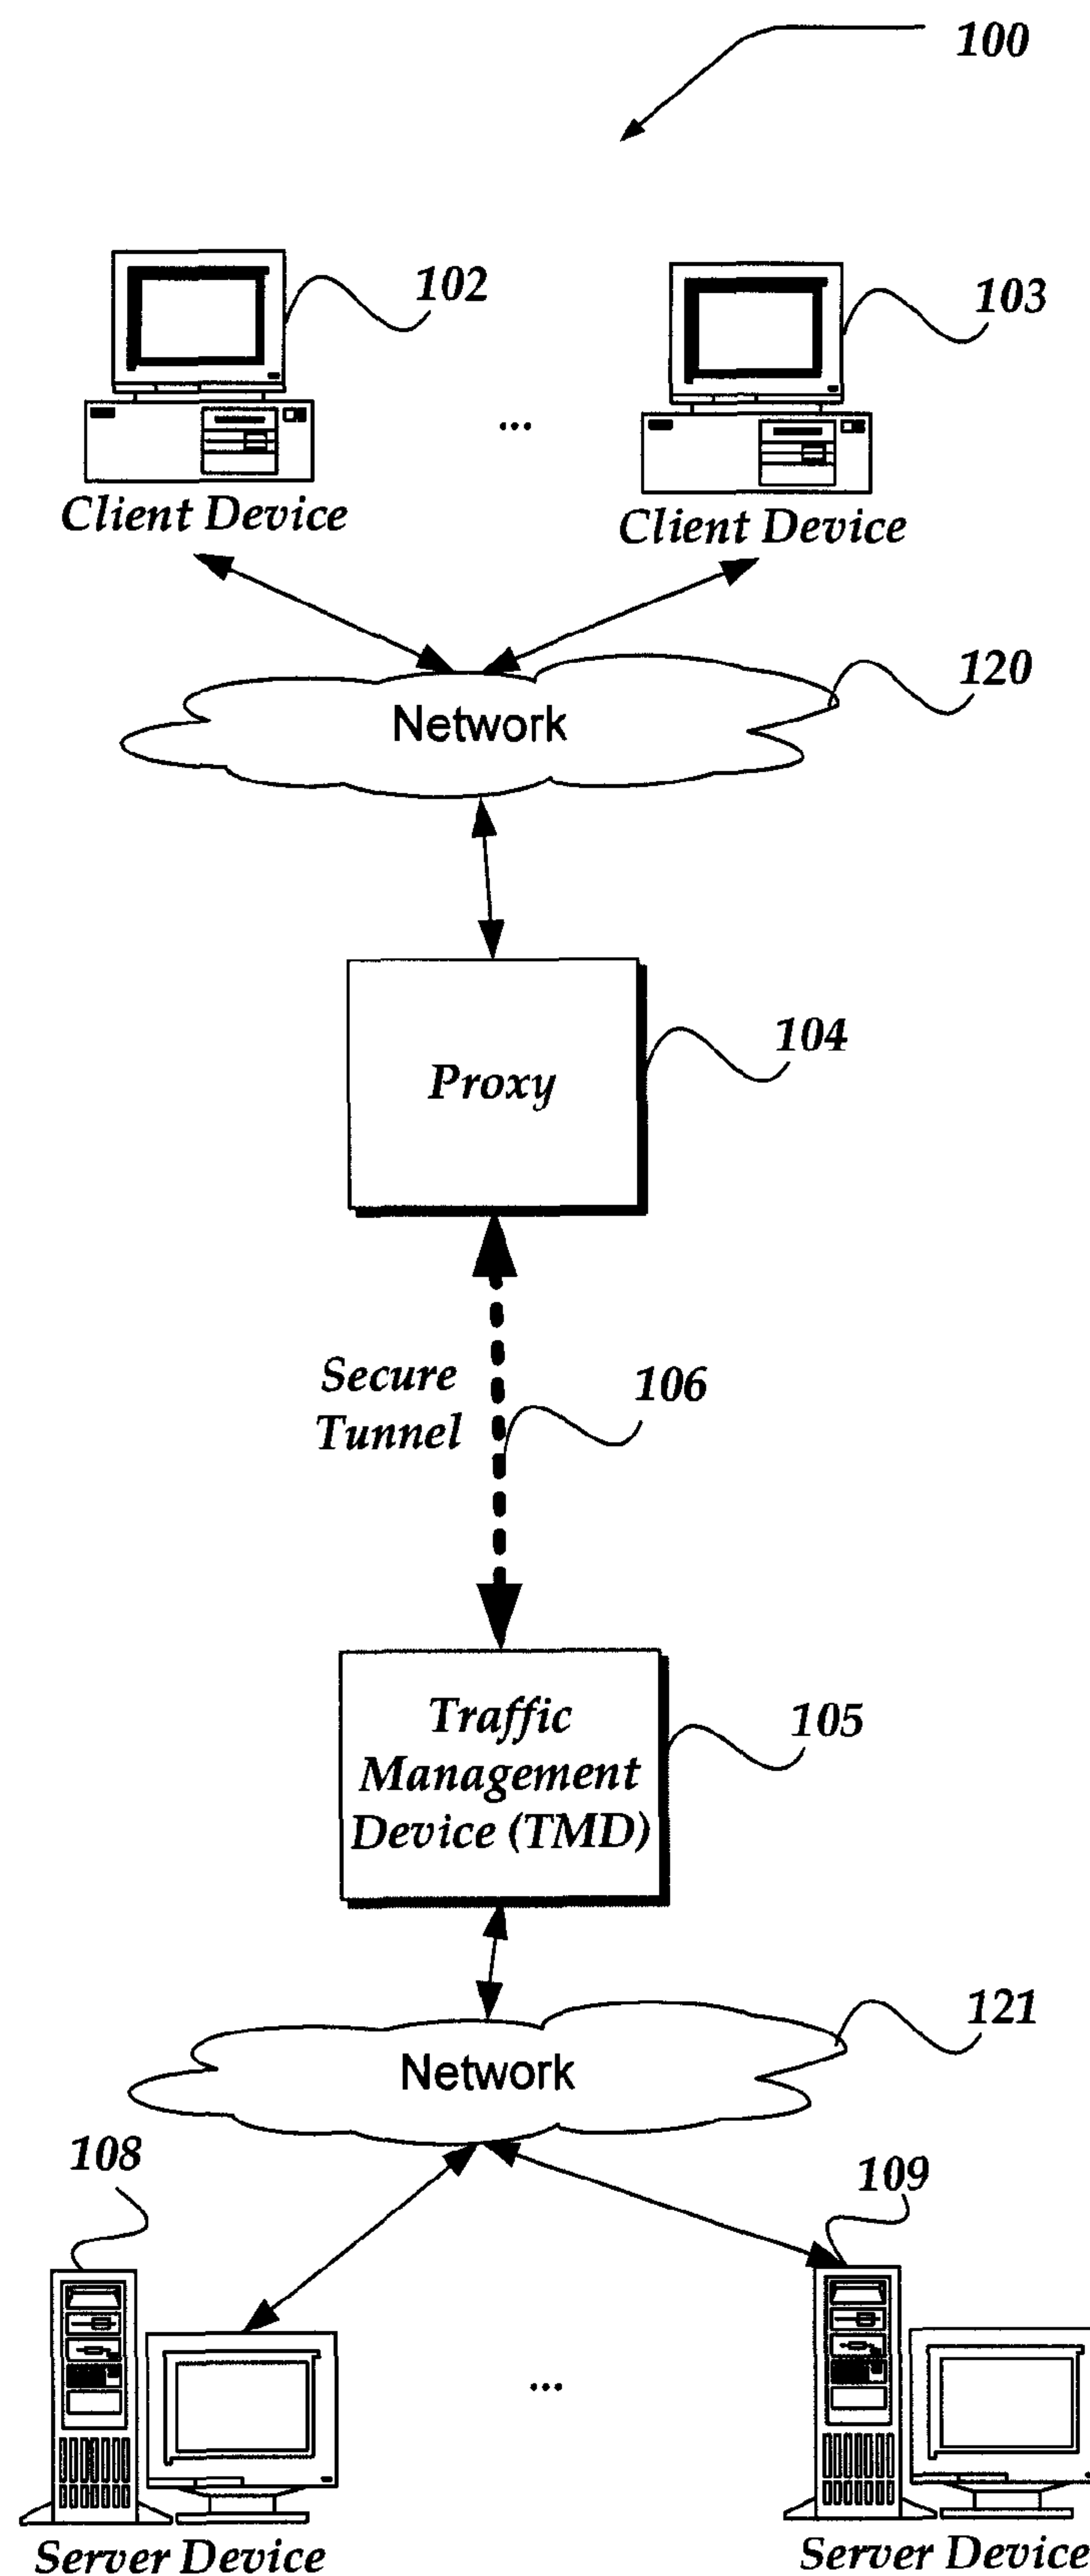 100
102
103
...
Client Device
Client Device
120
Network
104
Proxy
Secure
Tunnel
106
105
Traffic
Management
Device (TMD)
121
Network
108
109
...
Server Device
Server Device